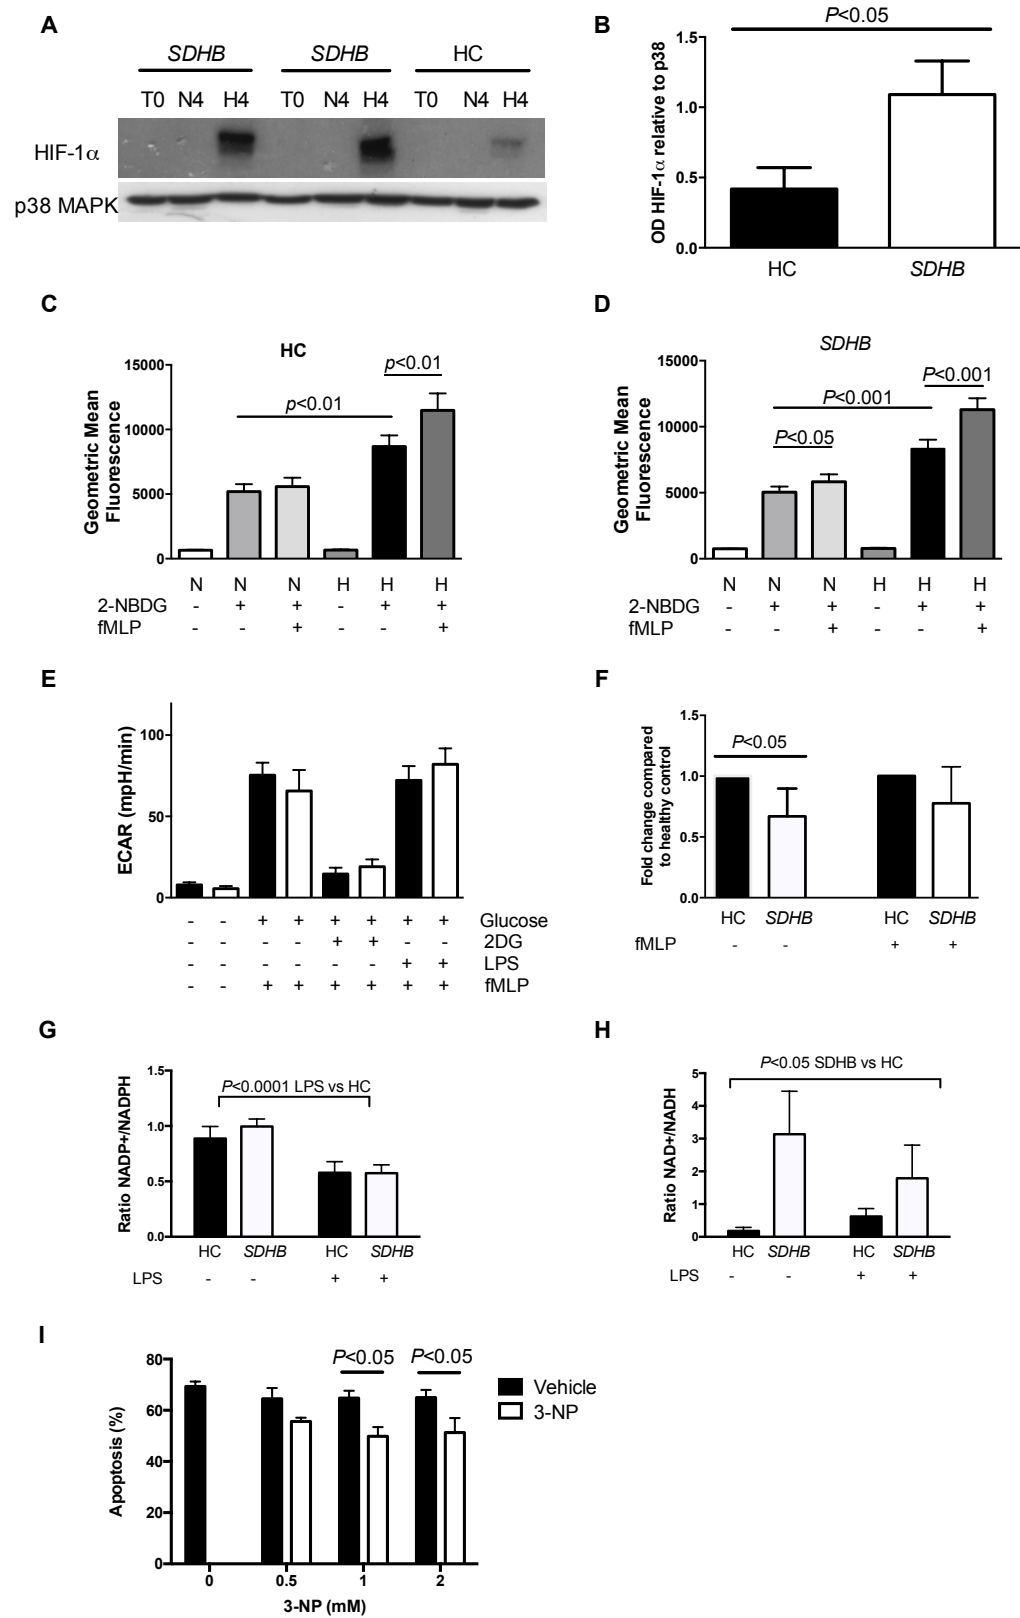 A
SDHB SDHB HC
T0 N4 H4 T0 N4 H4 T0 N4 H4
HIF-1α
p38 MAPK
B
P<0.05
OD HIF-1α relative to p38
1.5
1.0
0.5
0.0
HC SDHB
C
HC
Geometric Mean
Fluorescence
15000
10000
5000
0
p<0.01
p<0.01
N N N H H H
2-NBDG - + + - + +
fMLP - - + - - +
D
SDHB
Geometric Mean
Fluorescence
15000
10000
5000
0
P<0.001
P<0.001
P<0.05
N N N H H H
2-NBDG - + + - + +
fMLP - - + - - +
E
ECAR (mpH/min)
100
50
0
- - + + + + + + Glucose
- - - - + + - - 2DG
- - - - - - + + LPS
- - + + + + + + fMLP
F
Fold change compared
to healthy control
1.5
1.0
0.5
0.0
P<0.05
HC SDHB HC SDHB
fMLP - - + +
G
Ratio NADP+/NADPH
1.5
1.0
0.5
0.0
P<0.0001 LPS vs HC
HC SDHB HC SDHB
LPS - - + +
H
P<0.05 SDHB vs HC
Ratio NAD+/NADH
5
4
3
2
1
0
HC SDHB HC SDHB
LPS - - + +
I
Apoptosis (%)
80
60
40
20
0
P<0.05 P<0.05
Vehicle
3-NP
0 0.5 1 2
3-NP (mM)